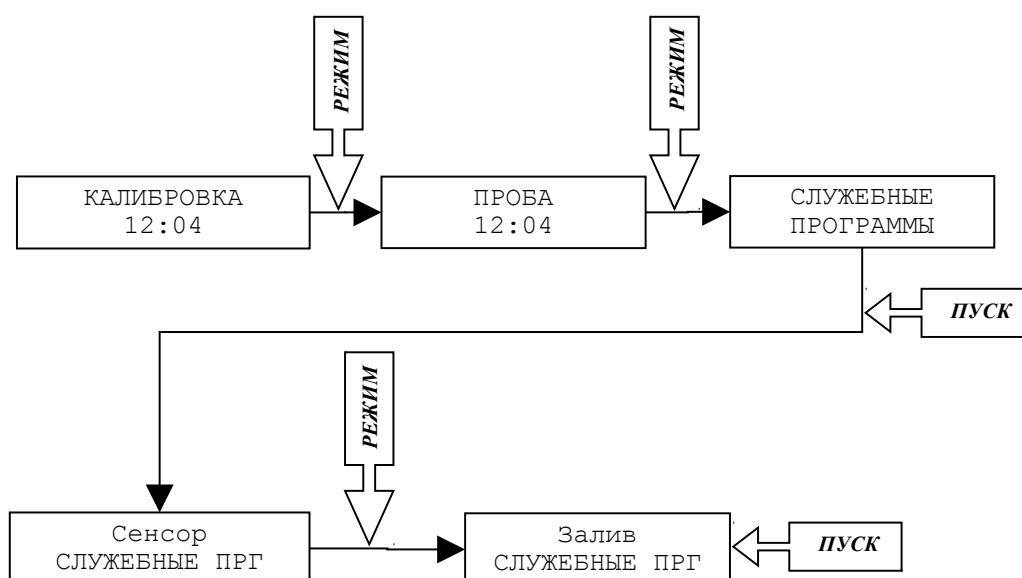 РЕЖИМ
РЕЖИМ
КАЛИБРОВКА
12:04
ПРОБА
12:04
СЛУЖЕБНЫЕ
ПРОГРАММЫ
ПУСК
РЕЖИМ
Сенсор
СЛУЖЕБНЫЕ ПРГ
Залив
СЛУЖЕБНЫЕ ПРГ
ПУСК